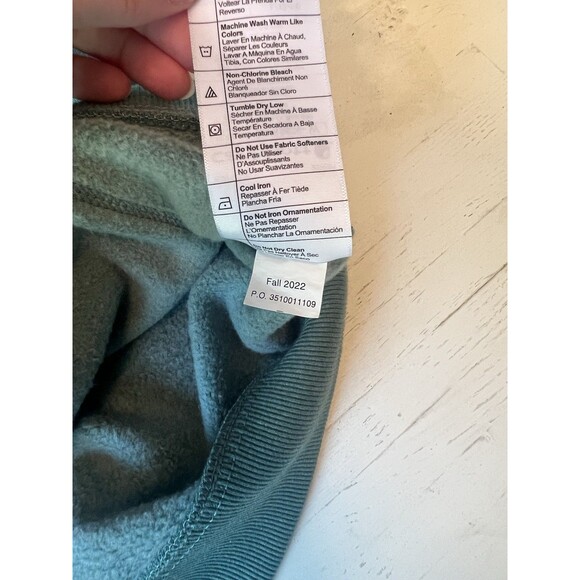 Voltear La Prenda Por El
Reverso
Machine Wash Warm Like
Colors
Laver En Machine À Chaud,
Séparer Les Couleurs
Lavar A Máquina En Agua
Tibia, Con Colores Similares
Non-Chlorine Bleach
Agent De Blanchiment Non
Chloré
Blanqueador Sin Cloro
Tumble Dry Low
Sécher En Machine À Basse
Température
Secar En Secadora A Baja
Temperatura
Do Not Use Fabric Softeners
Ne Pas Utiliser
D'Assouplissants
No Usar Suavizantes
Cool Iron
Repasser À Fer Tiède
Plancha Fria
Do Not Iron Ornamentation
Ne Pas Repasser
L'Ornementation
No Planchar La Ornamentación
Not Dry Clean
A Sec
Fall 2022
P.O. 3510011109